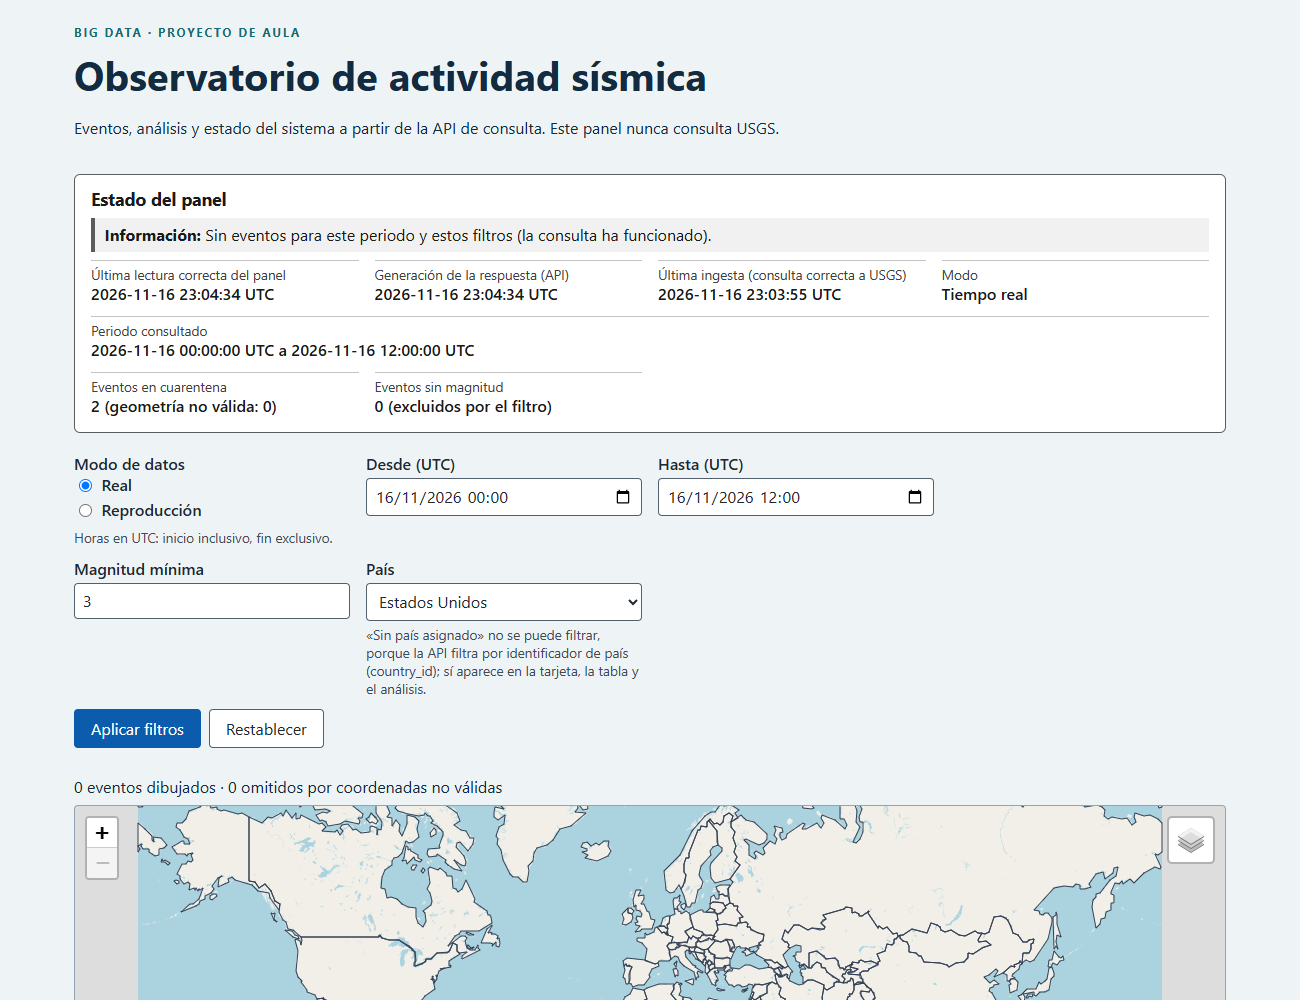 BIG DATA · PROYECTO DE AULA
Observatorio de actividad sísmica
Eventos, análisis y estado del sistema a partir de la API de consulta. Este panel nunca consulta USGS.
Estado del panel
Información: Sin eventos para este periodo y estos filtros (la consulta ha funcionado).
Última lectura correcta del panel
2026-11-16 23:04:34 UTC
Generación de la respuesta (API)
2026-11-16 23:04:34 UTC
Última ingesta (consulta correcta a USGS)
2026-11-16 23:03:55 UTC
Modo
Tiempo real
Periodo consultado
2026-11-16 00:00:00 UTC a 2026-11-16 12:00:00 UTC
Eventos en cuarentena
2 (geometría no válida: 0)
Eventos sin magnitud
0 (excluidos por el filtro)
Modo de datos
Real
Reproducción
Desde (UTC)
16/11/2026 00:00
Hasta (UTC)
16/11/2026 12:00
Horas en UTC: inicio inclusivo, fin exclusivo.
Magnitud mínima
3
País
Estados Unidos
«Sin país asignado» no se puede filtrar,
porque la API filtra por identificador de país
(country_id); sí aparece en la tarjeta, la tabla y
el análisis.
Aplicar filtros
Restablecer
0 eventos dibujados · 0 omitidos por coordenadas no válidas
+
−